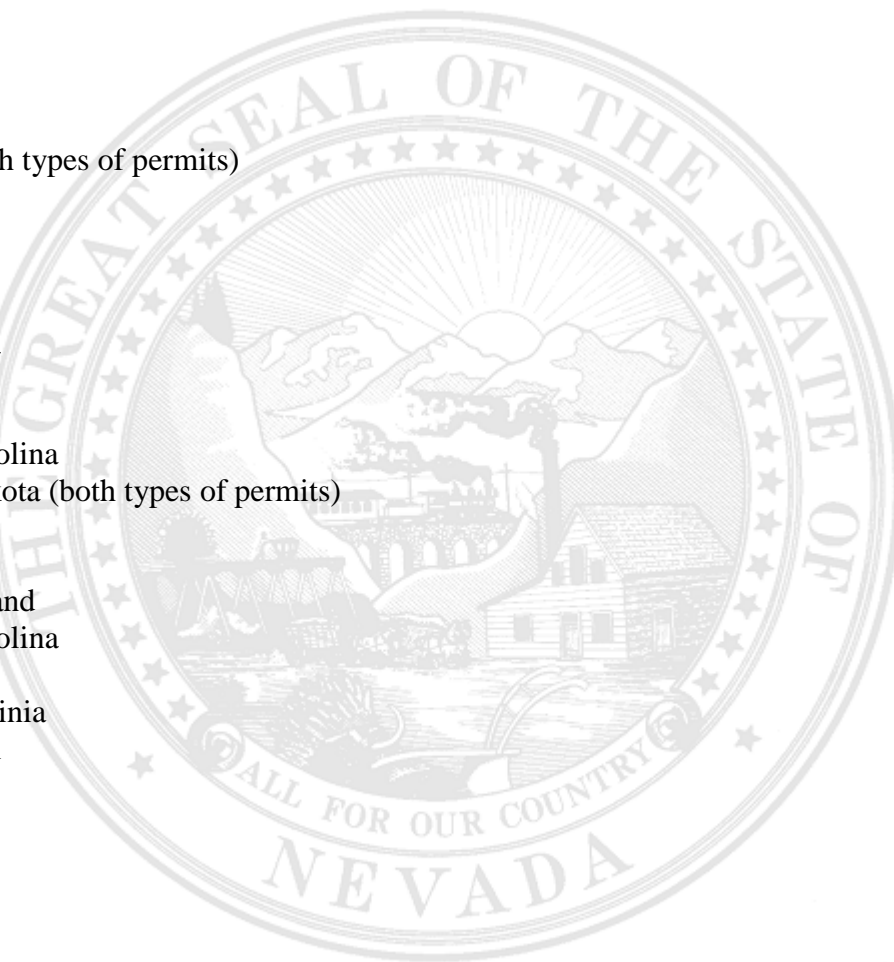 THE GREAT SEAL OF THE STATE OF
h types of permits)
olina
kota (both types of permits)
and
olina
inia
ALL FOR OUR COUNTRY
NEVADA